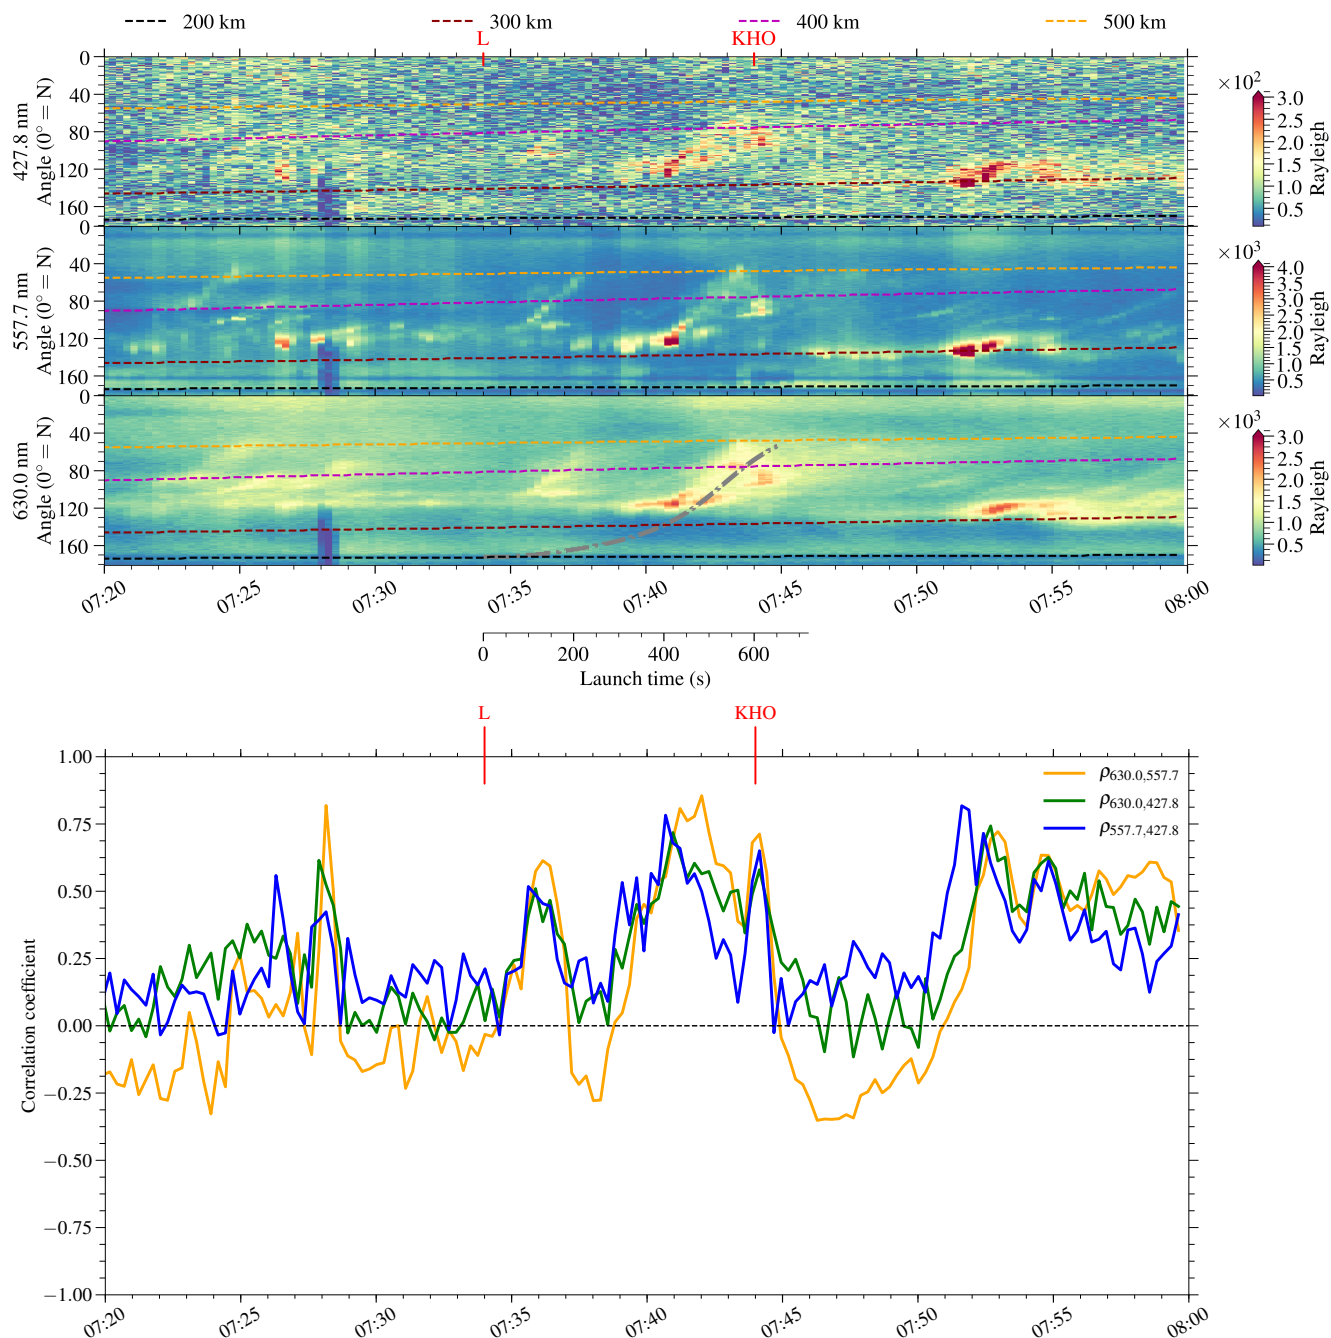 200 km 300 km 400 km 500 km
L KHO
427.8 nm
Angle (0° = N)
0
40
80
120
160
×10²
3.0
2.5
2.0
1.5
1.0
0.5
Rayleigh
557.7 nm
Angle (0° = N)
0
40
80
120
160
×10³
4.0
3.5
3.0
2.5
2.0
1.5
1.0
0.5
Rayleigh
630.0 nm
Angle (0° = N)
0
40
80
120
160
×10³
3.0
2.5
2.0
1.5
1.0
0.5
Rayleigh
07:20 07:25 07:30 07:35 07:40 07:45 07:50 07:55 08:00
0 200 400 600
Launch time (s)
L KHO
Correlation coefficient
1.00
0.75
0.50
0.25
0.00
−0.25
−0.50
−0.75
−1.00
ρ630.0,557.7
ρ630.0,427.8
ρ557.7,427.8
07:20 07:25 07:30 07:35 07:40 07:45 07:50 07:55 08:00